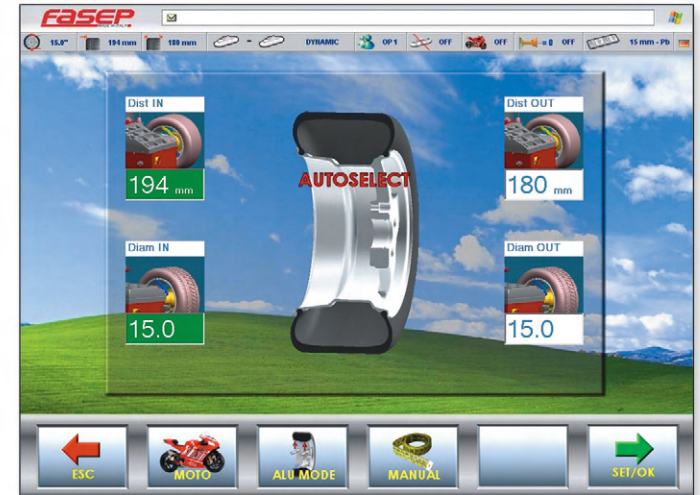 FASEP
15.0"
194 mm
180 mm
-
DYNAMIC
OP 1
OFF
OFF
= 0 OFF
15 mm - Pb
Dist IN
194 mm
Dist OUT
180 mm
AUTOSELECT
Diam IN
15.0
Diam OUT
15.0
ESC
MOTO
ALU MODE
MANUAL
SET/OK